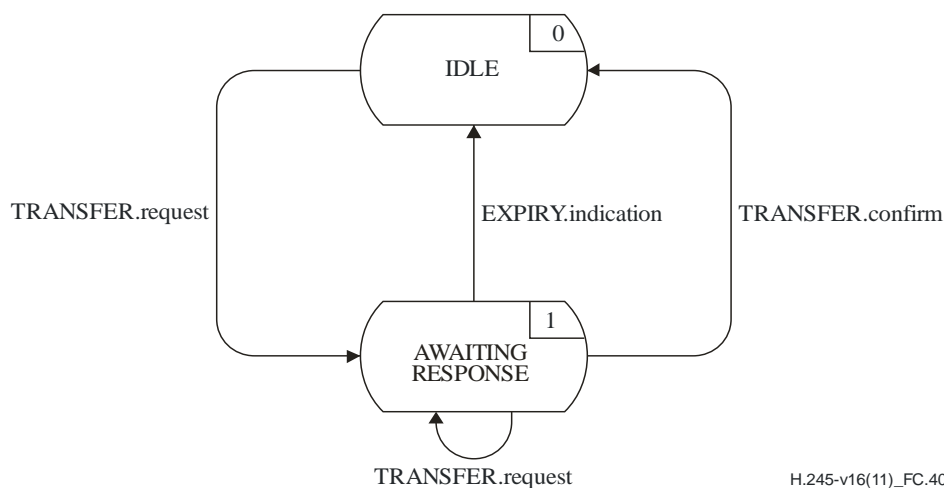 0
IDLE
TRANSFER.request
EXPIRY.indication
TRANSFER.confirm
1
AWAITING
RESPONSE
TRANSFER.request
H.245-v16(11)_FC.40